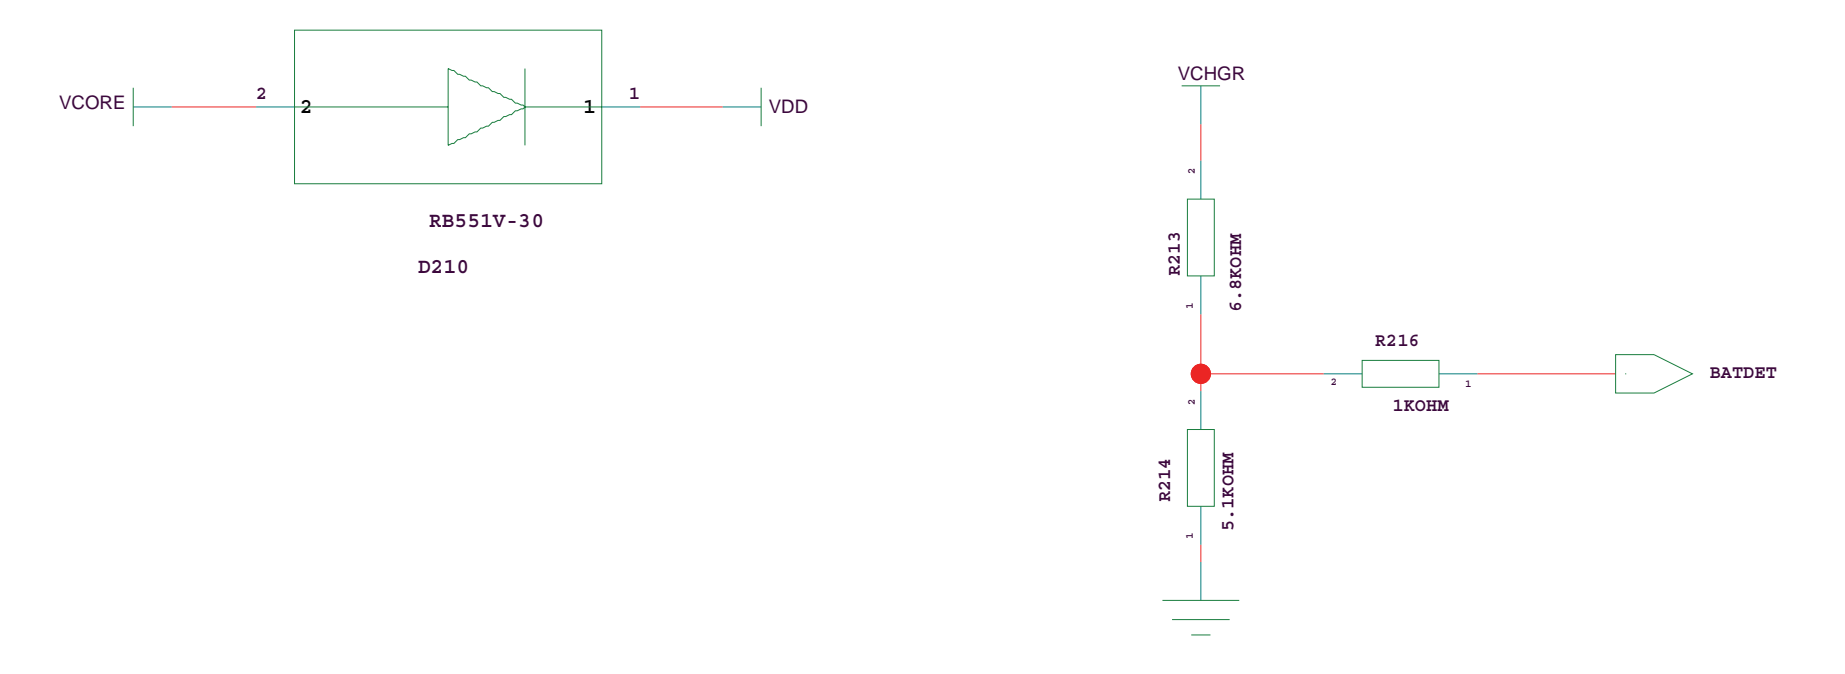 VCORE
2
2
1
1
VDD
RB551V-30
D210
VCHGR
2
R213
6.8KOHM
1
R216
2
1
1KOHM
BATDET
2
R214
5.1KOHM
1